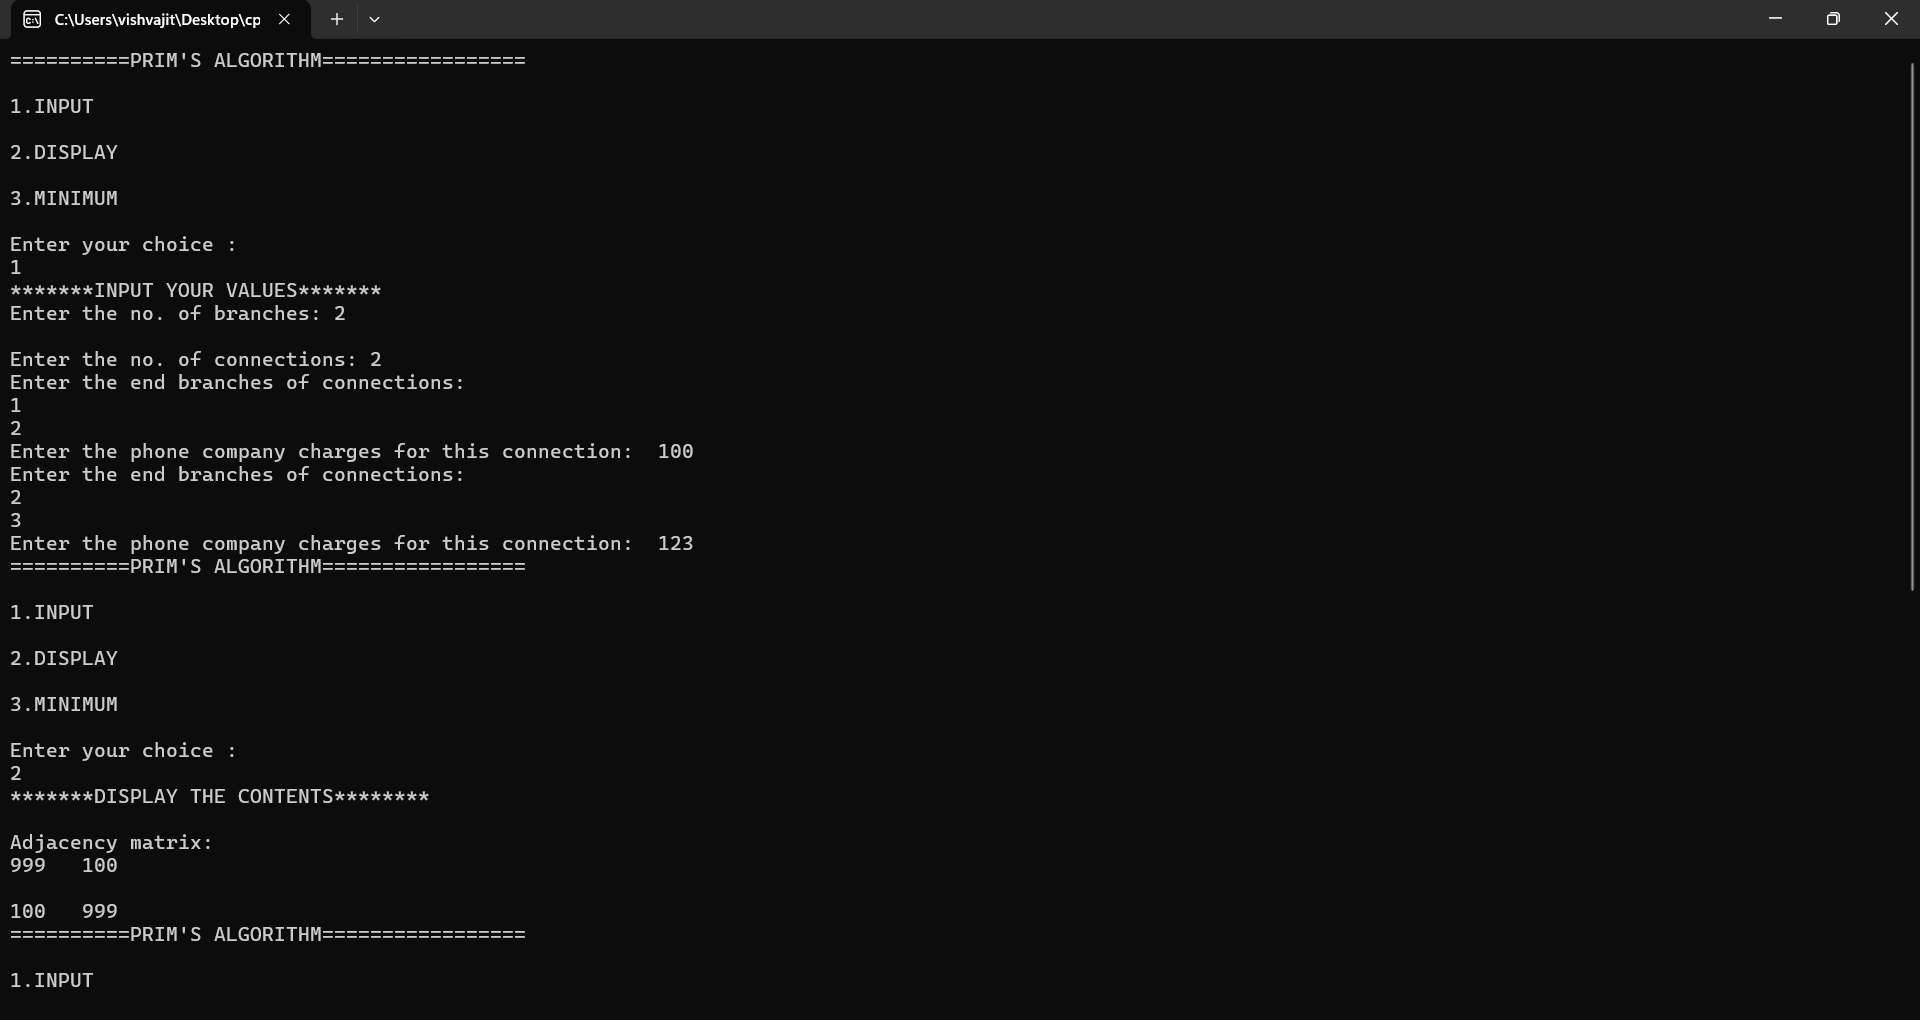 C:\Users\vishvajit\Desktop\cp
==========PRIM'S ALGORITHM=================
1.INPUT
2.DISPLAY
3.MINIMUM
Enter your choice :
1
*******INPUT YOUR VALUES*******
Enter the no. of branches: 2
Enter the no. of connections: 2
Enter the end branches of connections:
1
2
Enter the phone company charges for this connection:  100
Enter the end branches of connections:
2
3
Enter the phone company charges for this connection:  123
==========PRIM'S ALGORITHM=================
1.INPUT
2.DISPLAY
3.MINIMUM
Enter your choice :
2
*******DISPLAY THE CONTENTS********
Adjacency matrix:
999   100
100   999
==========PRIM'S ALGORITHM=================
1.INPUT